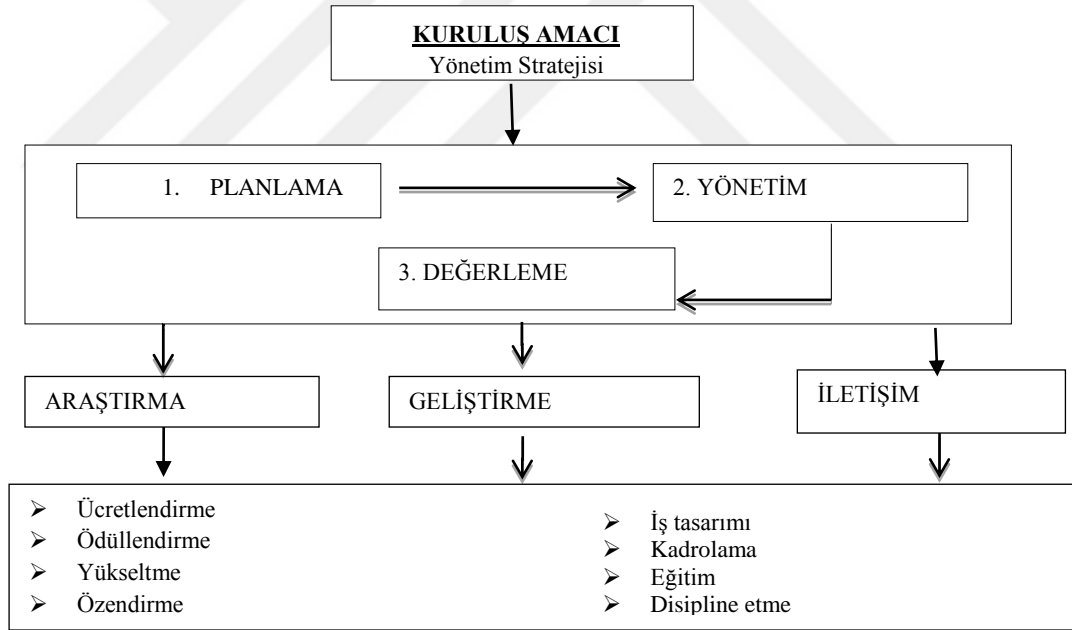 KURULUŞ AMACI
Yönetim Stratejisi
1. PLANLAMA
2. YÖNETİM
3. DEĞERLEME
ARAŞTIRMA
GELİŞTİRME
İLETİŞİM
➢ Ücretlendirme
➢ Ödüllendirme
➢ Yükseltme
➢ Özendirme
➢ İş tasarımı
➢ Kadrolama
➢ Eğitim
➢ Disipline etme